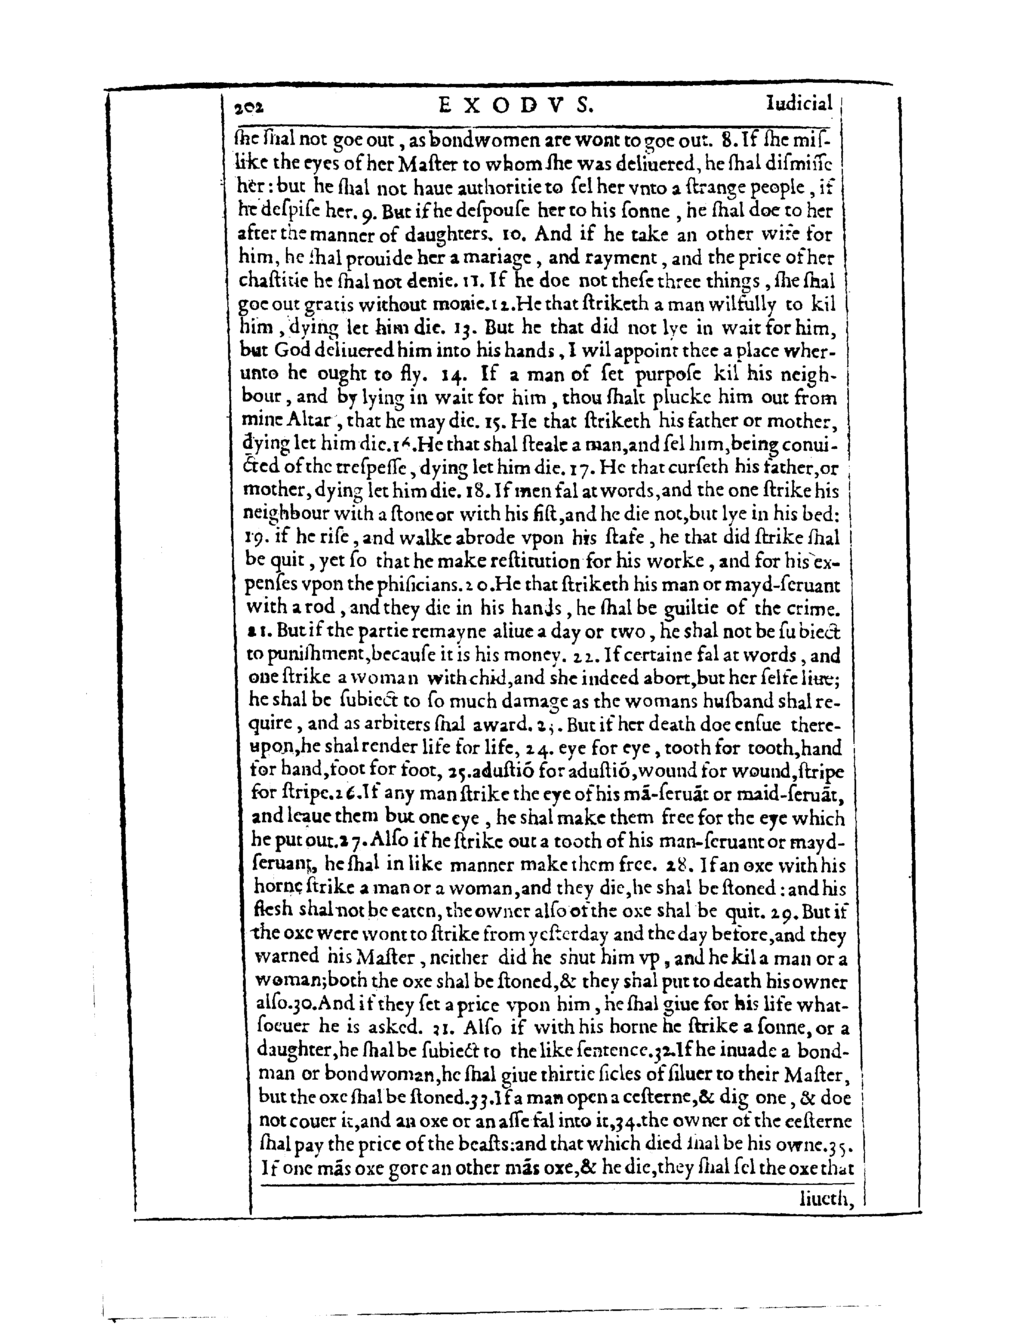 202 E X O D V S. Iudicial
ſhe ſhal not goe out, as bondwomen are wont to goe out. 8. If ſhe miſ-
like the eyes of her Maſter to whom ſhe was deliuered, he ſhal diſmiſſe
her: but he ſhal not haue authoritie to ſel her vnto a ſtrange people, if
he deſpiſe her. 9. But if he deſpouſe her to his ſonne, he ſhal doe to her
after the manner of daughters. 10. And if he take an other wife for
him, he ſhal prouide her a mariage, and rayment, and the price of her
chaſtitie he ſhal not denie. 11. If he doe not theſe three things, ſhe ſhal
goe out gratis without monie. 12. He that ſtriketh a man wilfully to kil
him, dying let him die. 13. But he that did not lye in wait for him,
but God deliuered him into his hands, I wil appoint thee a place wher-
unto he ought to fly. 14. If a man of ſet purpoſe kil his neigh-
bour, and by lying in wait for him, thou ſhalt plucke him out from
mine Altar, that he may die. 15. He that ſtriketh his father or mother,
dying let him die. 16. He that shal ſteale a man, and ſel him, being conui-
cted of the treſpeſſe, dying let him die. 17. He that curſeth his father, or
mother, dying let him die. 18. If men fal at words, and the one ſtrike his
neighbour with a ſtone or with his fiſt, and he die not, but lye in his bed:
19. if he riſe, and walke abrode vpon his ſtafe, he that did ſtrike ſhal
be quit, yet ſo that he make reſtitution for his worke, and for his ex-
penſes vpon the phiſicians. 20. He that ſtriketh his man or mayd-ſeruant
with a rod, and they die in his hands, he ſhal be guiltie of the crime.
21. But if the partie remayne aliue a day or two, he shal not be ſubiect
to puniſhment, becauſe it is his money. 22. If certaine fal at words, and
one ſtrike a woman with chid, and she indeed abort, but her ſelfe liue;
he shal be ſubiect to ſo much damage as the womans huſband shal re-
quire, and as arbiters ſhal award. 23. But if her death doe enſue there-
upon, he shal render life for life, 24. eye for eye, tooth for tooth, hand
for hand, foot for foot, 25. aduſtiõ for aduſtiõ, wound for wound, ſtripe
for ſtripe. 26. If any man ſtrike the eye of his mã-ſeruãt or maid-ſeruãt,
and leaue them but one eye, he shal make them free for the eye which
he put out. 27. Alſo if he ſtrike out a tooth of his man-ſeruant or mayd-
ſeruant, he ſhal in like manner make them free. 28. If an oxe with his
horne ſtrike a man or a woman, and they die, he shal be ſtoned: and his
flesh shal not be eaten, the owner alſo of the oxe shal be quit. 29. But if
the oxe were wont to ſtrike from yeſterday and the day before, and they
warned his Maſter, neither did he shut him vp, and he kil a man or a
woman; both the oxe shal be ſtoned, & they shal put to death his owner
alſo. 30. And if they ſet a price vpon him, he ſhal giue for his life what-
ſoeuer he is asked. 31. Alſo if with his horne he ſtrike a ſonne, or a
daughter, he ſhal be ſubiect to the like ſentence. 32. If he inuade a bond-
man or bondwoman, he ſhal giue thirtie ſicles of ſiluer to their Maſter,
but the oxe ſhal be ſtoned. 33. If a man open a ceſterne, & dig one, & doe
not couer it, and an oxe or an aſſe fal into it, 34. the owner of the ceſterne
ſhal pay the price of the beaſts: and that which died ſhal be his owne. 35.
If one mãs oxe gore an other mãs oxe, & he die, they ſhal ſel the oxe that
liueth,